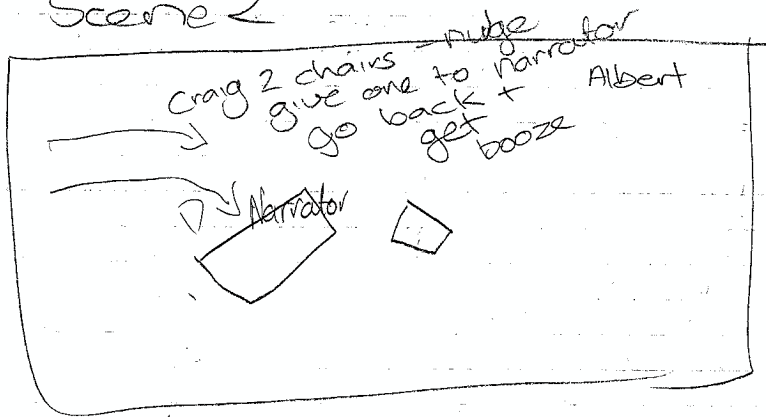 Scene 2
Craig 2 chairs - nudge
give one to narrator
go back +
get
booze
Albert
Narrator